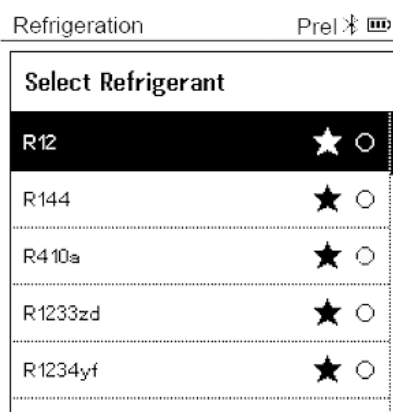 Refrigeration Prel
Select Refrigerant
R12
R144
R410a
R1233zd
R1234yf